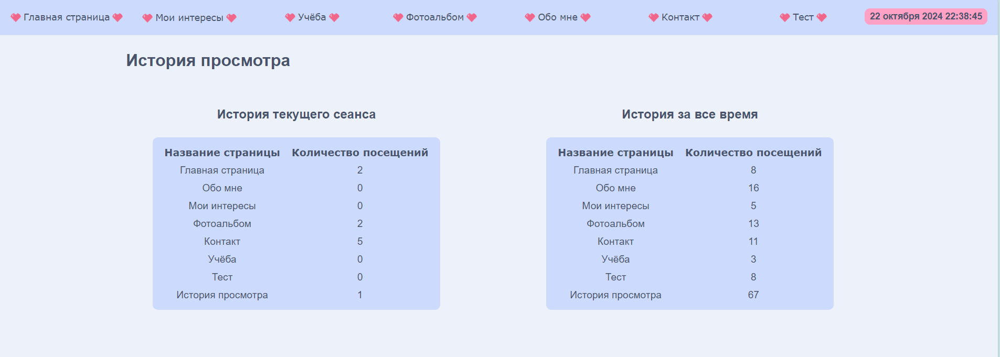 Главная страница Мои интересы Учёба Фотоальбом Обо мне Контакт Тест 22 октября 2024 22:38:45
История просмотра
История текущего сеанса
Название страницы Количество посещений
Главная страница 2
Обо мне 0
Мои интересы 0
Фотоальбом 2
Контакт 5
Учёба 0
Тест 0
История просмотра 1
История за все время
Название страницы Количество посещений
Главная страница 8
Обо мне 16
Мои интересы 5
Фотоальбом 13
Контакт 11
Учёба 3
Тест 8
История просмотра 67